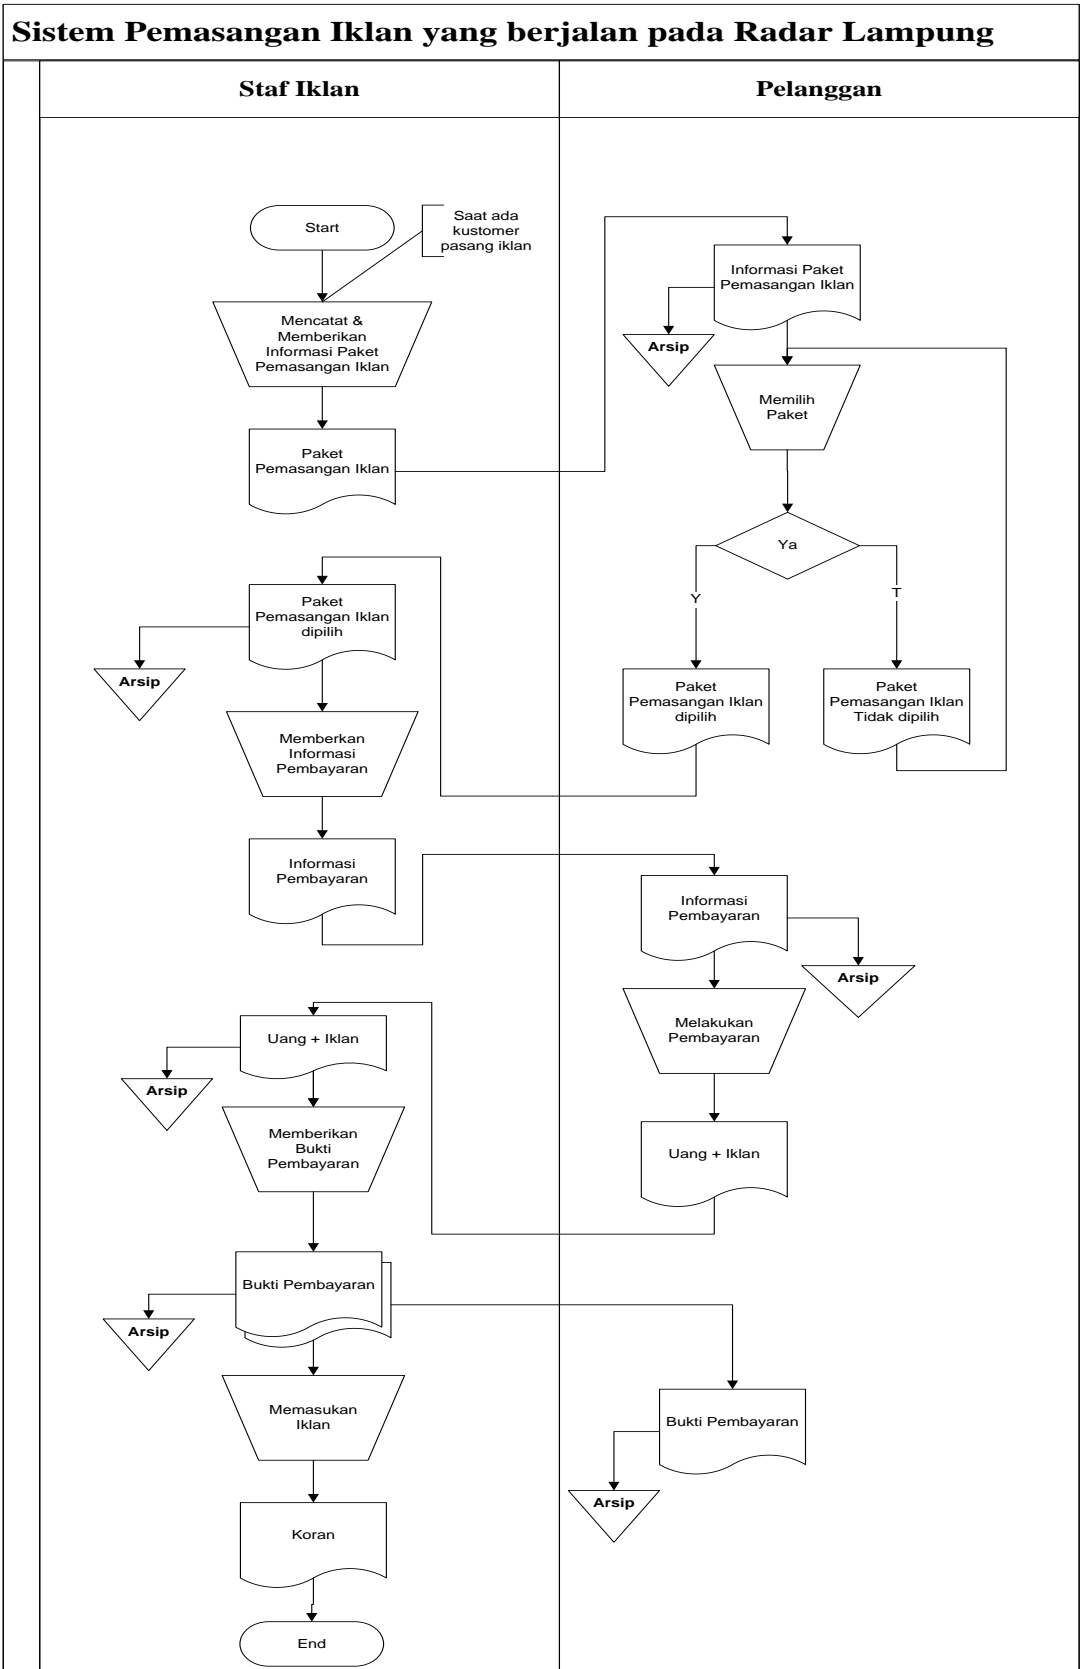 Sistem Pemasangan Iklan yang berjalan pada Radar Lampung
Staf Iklan
Pelanggan
Start
Saat ada
kustomer
pasang iklan
Mencatat &
Memberikan
Informasi Paket
Pemasangan Iklan
Paket
Pemasangan Iklan
Informasi Paket
Pemasangan Iklan
Arsip
Memilih
Paket
Ya
Y
T
Paket
Pemasangan Iklan
dipilih
Paket
Pemasangan Iklan
Tidak dipilih
Paket
Pemasangan Iklan
dipilih
Arsip
Memberkan
Informasi
Pembayaran
Informasi
Pembayaran
Informasi
Pembayaran
Arsip
Melakukan
Pembayaran
Uang + Iklan
Uang + Iklan
Arsip
Memberikan
Bukti
Pembayaran
Bukti Pembayaran
Arsip
Bukti Pembayaran
Arsip
Memasukan
Iklan
Koran
End